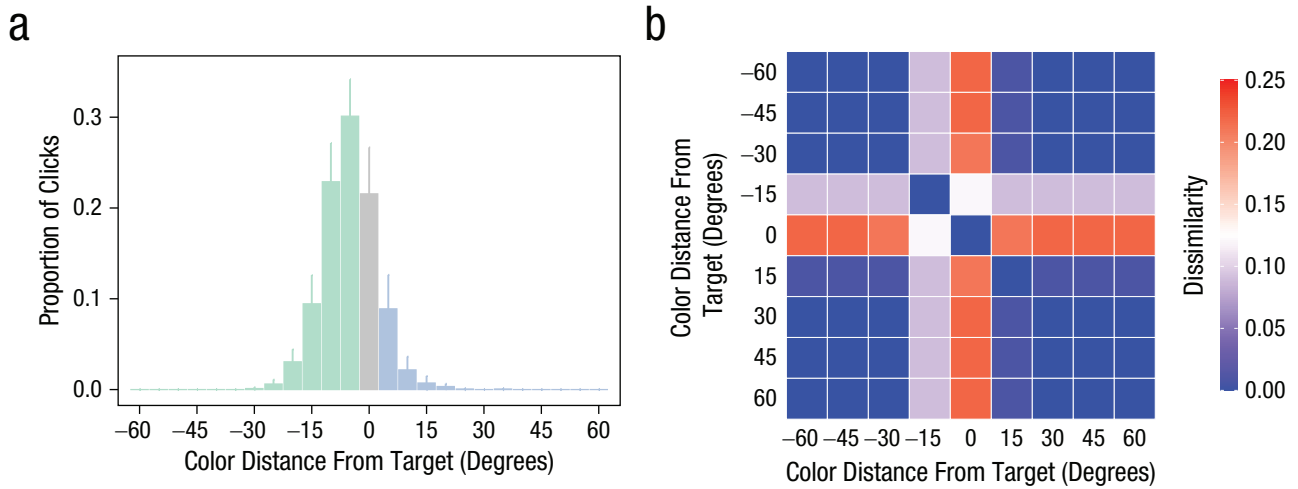 a
0.3
0.2
0.1
0.0
Proportion of Clicks
−60 −45 −30 −15 0 15 30 45 60
Color Distance From Target (Degrees)
b
−60
−45
−30
−15
0
15
30
45
60
Color Distance From
Target (Degrees)
−60 −45 −30 −15 0 15 30 45 60
Color Distance From Target (Degrees)
Dissimilarity
0.25
0.20
0.15
0.10
0.05
0.00